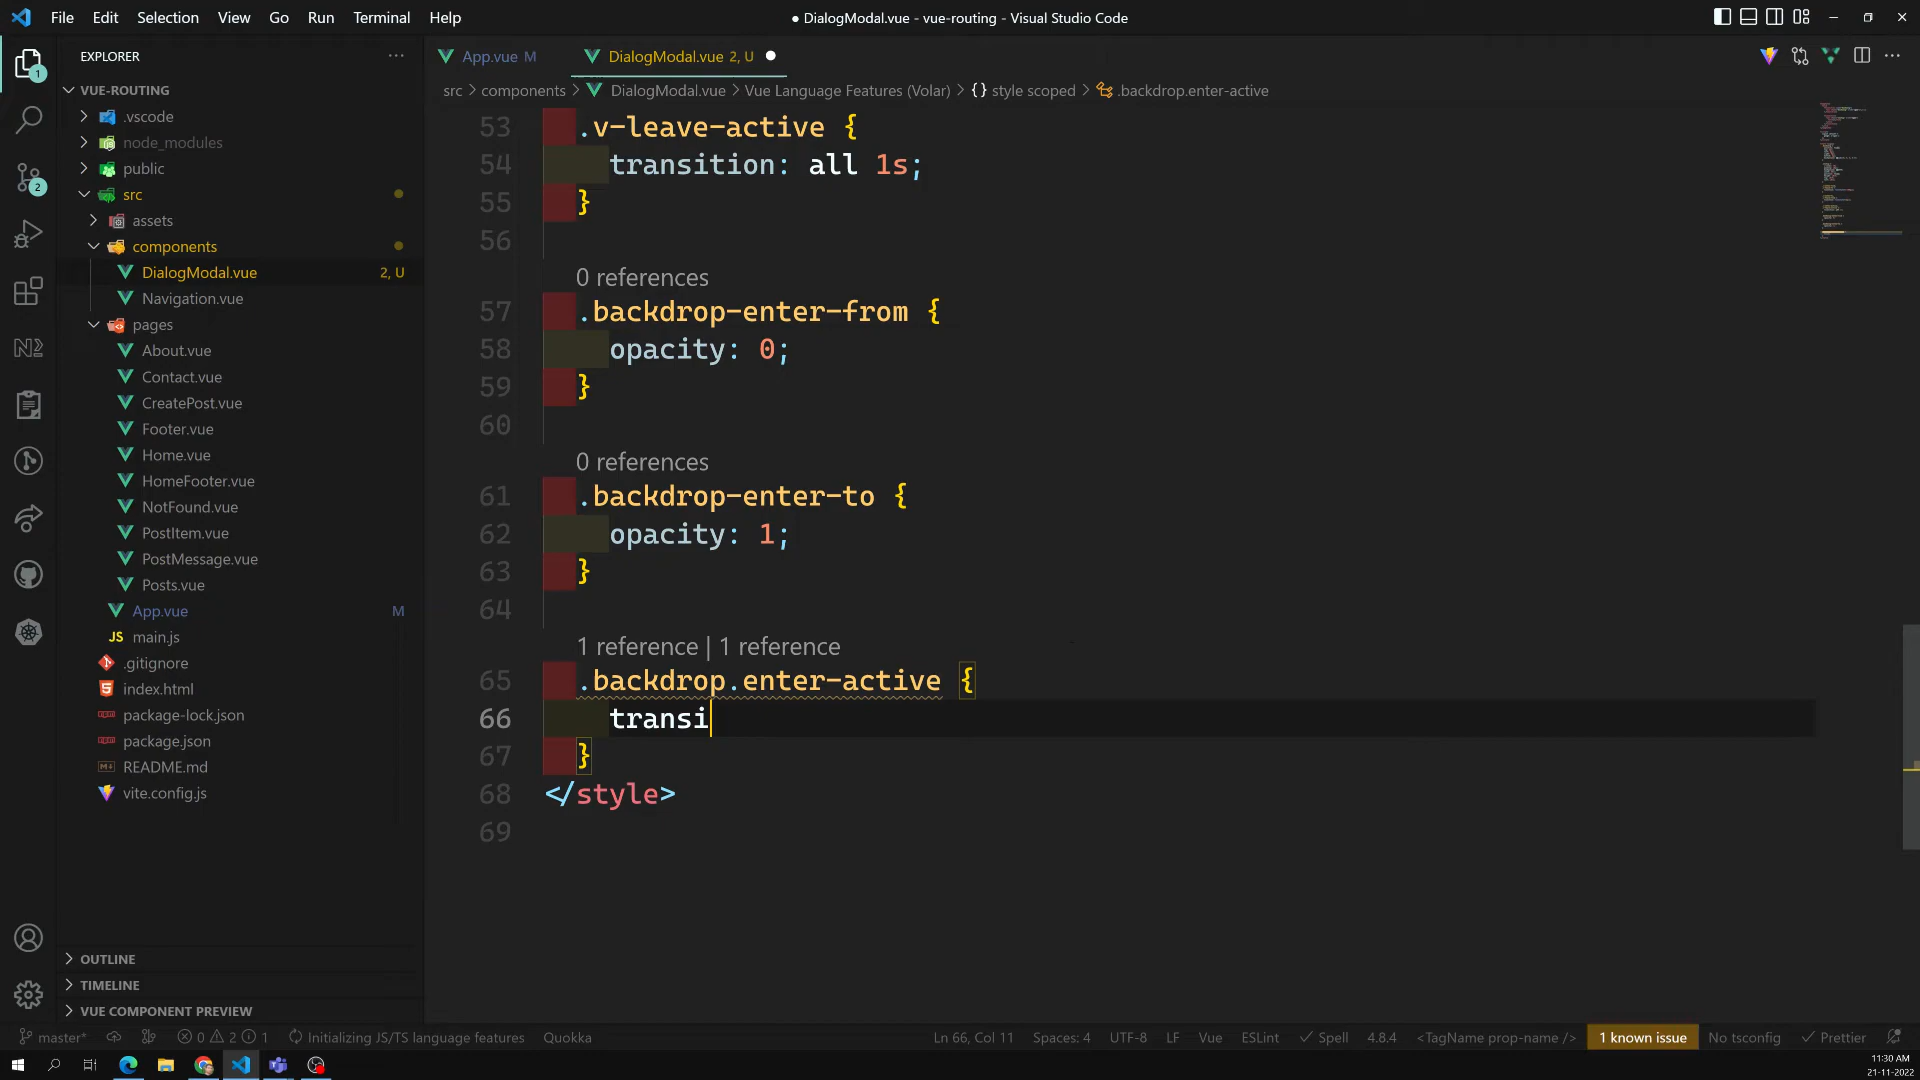 File Edit Selection View Go Run Terminal Help
● DialogModal.vue - vue-routing - Visual Studio Code
EXPLORER
VUE-ROUTING
.vscode
node_modules
public
src
assets
components
DialogModal.vue 2, U
Navigation.vue
pages
About.vue
Contact.vue
CreatePost.vue
Footer.vue
Home.vue
HomeFooter.vue
NotFound.vue
PostItem.vue
PostMessage.vue
Posts.vue
App.vue M
JS main.js
.gitignore
index.html
package-lock.json
package.json
README.md
vite.config.js
OUTLINE
TIMELINE
VUE COMPONENT PREVIEW
App.vue M
DialogModal.vue 2, U ●
src > components > DialogModal.vue > Vue Language Features (Volar) > {} style scoped > .backdrop.enter-active
53 .v-leave-active {
54 transition: all 1s;
55 }
56
0 references
57 .backdrop-enter-from {
58 opacity: 0;
59 }
60
0 references
61 .backdrop-enter-to {
62 opacity: 1;
63 }
64
1 reference | 1 reference
65 .backdrop.enter-active {
66 transi
67 }
68 </style>
69
1
2
master* 0 2 1 Initializing JS/TS language features Quokka
Ln 66, Col 11 Spaces: 4 UTF-8 LF Vue ESLint Spell 4.8.4 <TagName prop-name /> 1 known issue No tsconfig Prettier
11:30 AM
21-11-2022